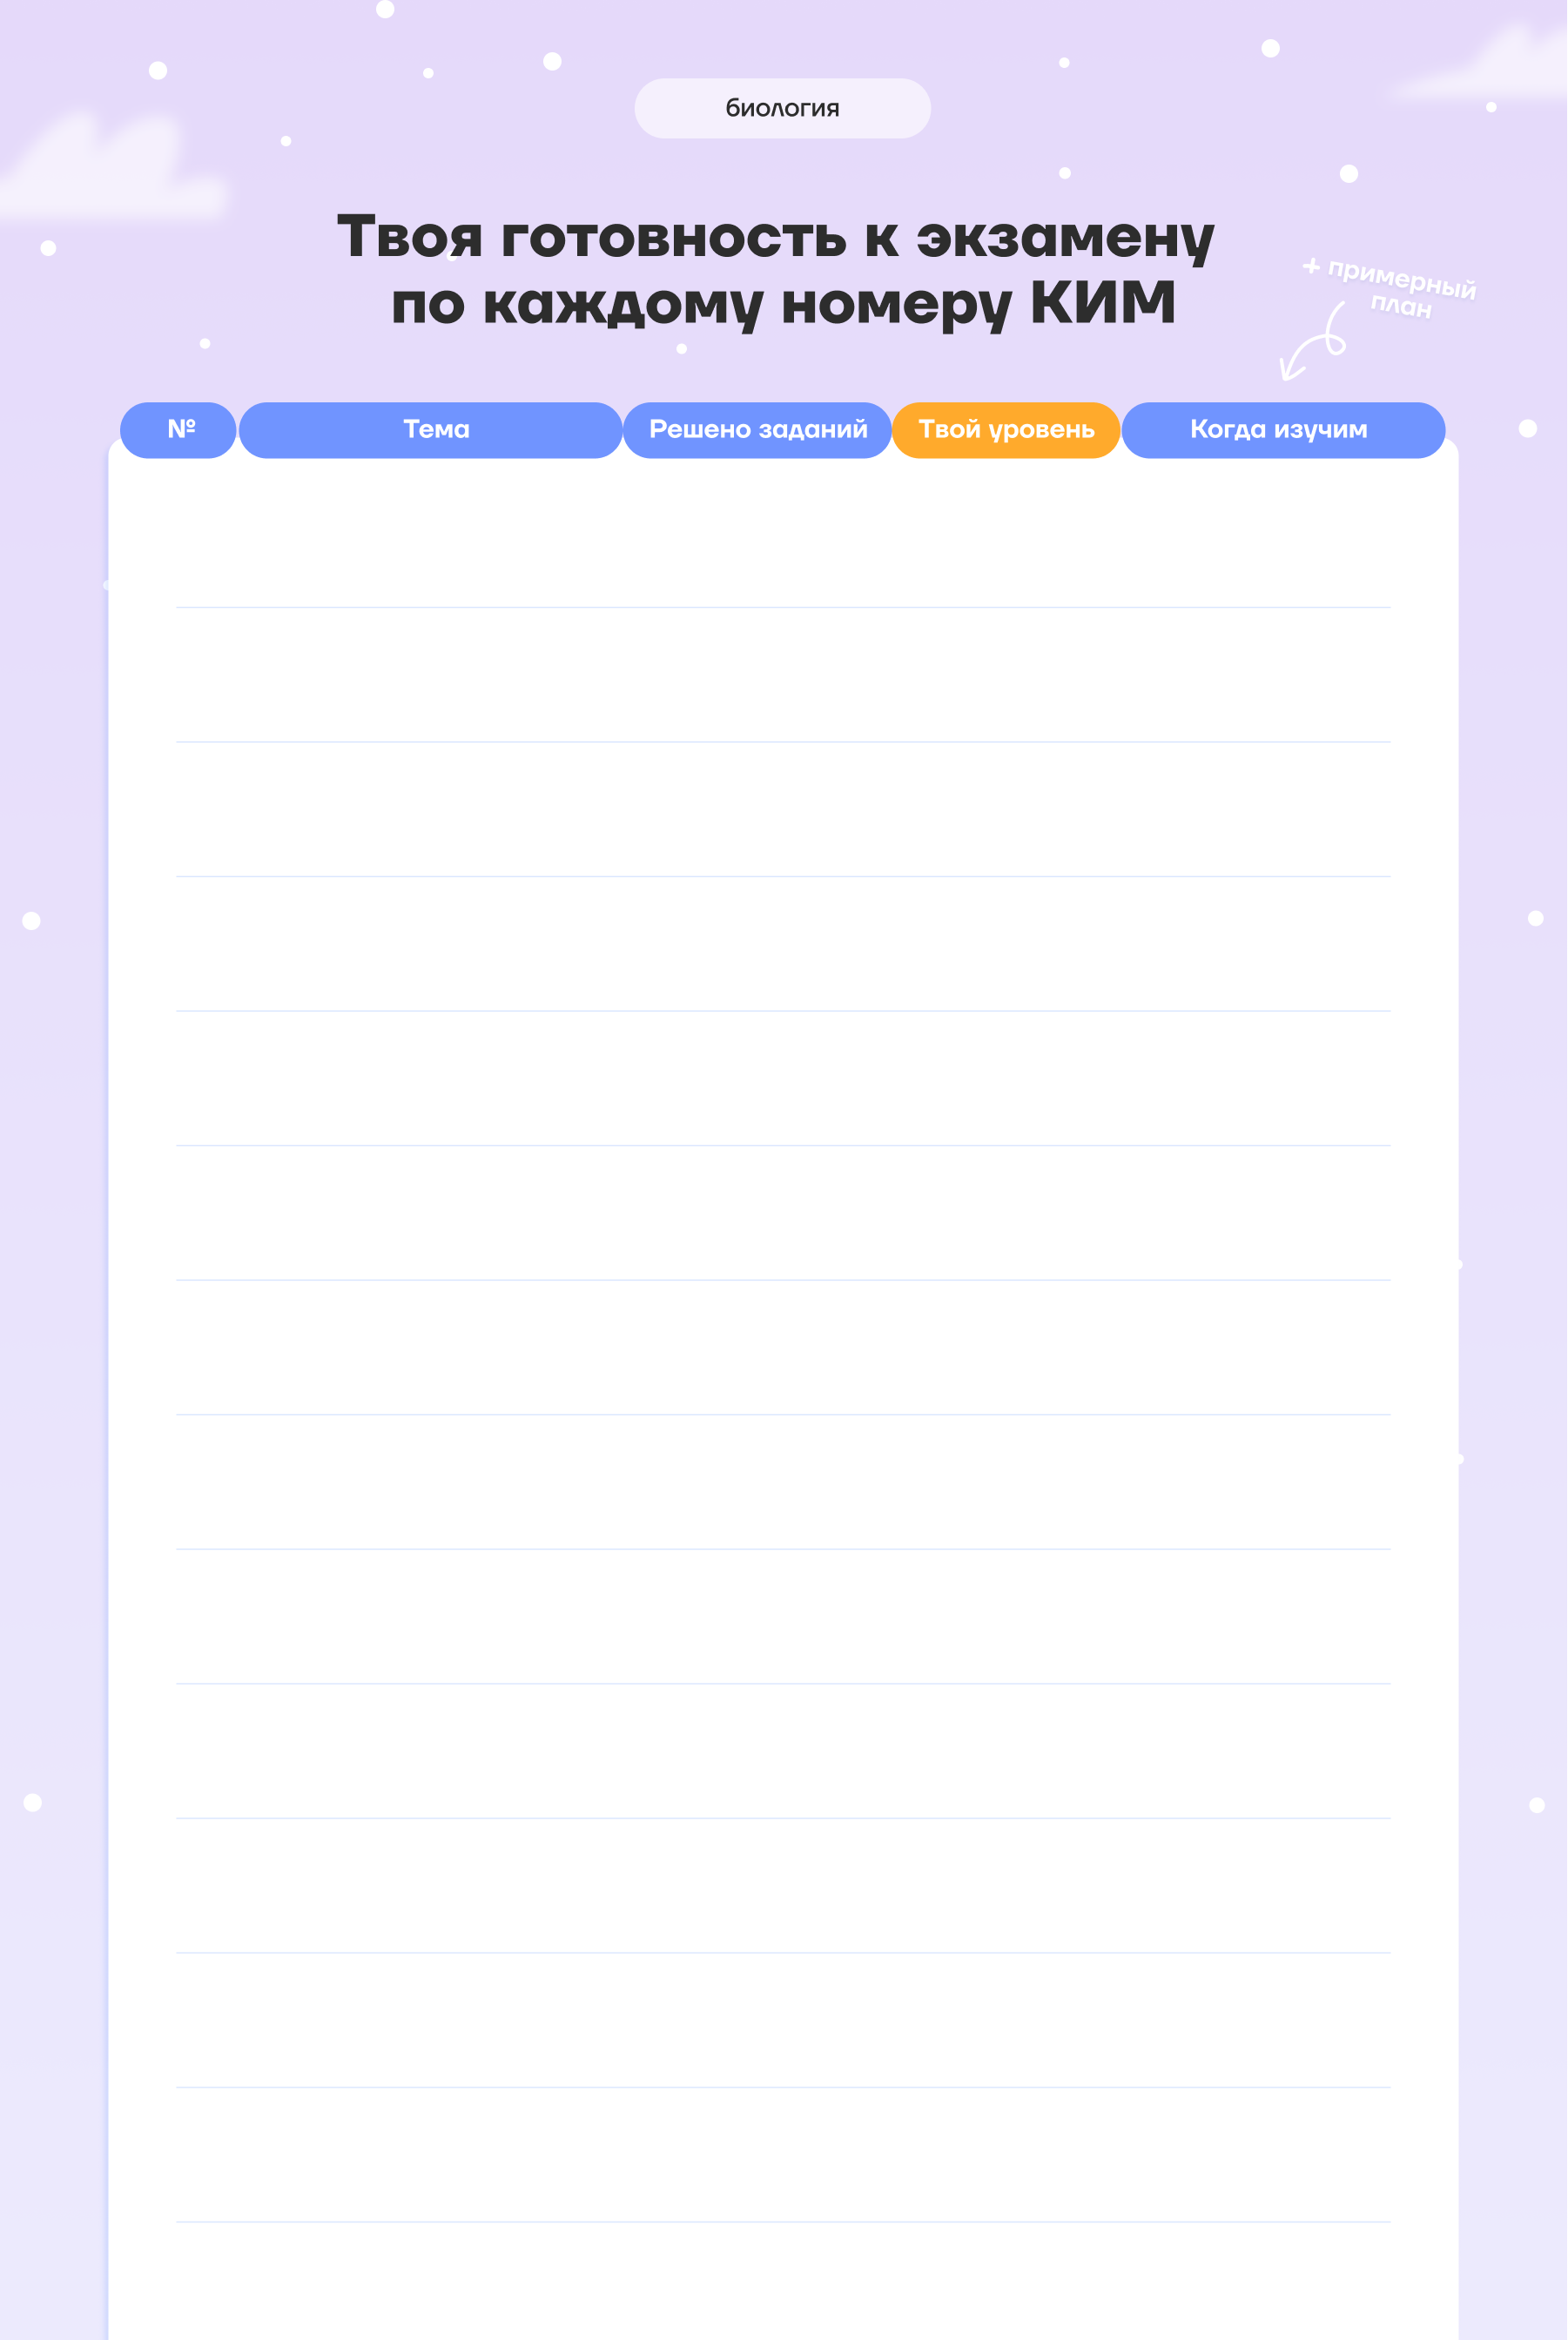 биология
Твоя готовность к экзамену
по каждому номеру КИМ
+ примерный
план
№
Тема
Решено заданий
Твой уровень
Когда изучим